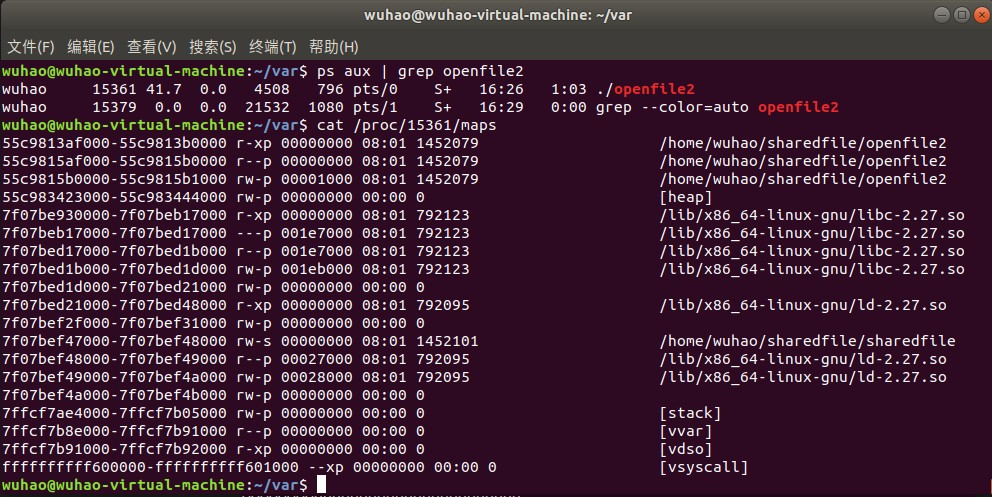 wuhao@wuhao-virtual-machine: ~/var
文件(F) 编辑(E) 查看(V) 搜索(S) 终端(T) 帮助(H)
wuhao@wuhao-virtual-machine:~/var$ ps aux | grep openfile2
wuhao     15361 41.7  0.0   4508   796 pts/0    S+   16:26   1:03 ./openfile2
wuhao     15379  0.0  0.0  21532  1080 pts/1    S+   16:29   0:00 grep --color=auto openfile2
wuhao@wuhao-virtual-machine:~/var$ cat /proc/15361/maps
55c9813af000-55c9813b0000 r-xp 00000000 08:01 1452079                    /home/wuhao/sharedfile/openfile2
55c9815af000-55c9815b0000 r--p 00000000 08:01 1452079                    /home/wuhao/sharedfile/openfile2
55c9815b0000-55c9815b1000 rw-p 00001000 08:01 1452079                    /home/wuhao/sharedfile/openfile2
55c983423000-55c983444000 rw-p 00000000 00:00 0                          [heap]
7f07be930000-7f07beb17000 r-xp 00000000 08:01 792123                     /lib/x86_64-linux-gnu/libc-2.27.so
7f07beb17000-7f07bed17000 ---p 001e7000 08:01 792123                     /lib/x86_64-linux-gnu/libc-2.27.so
7f07bed17000-7f07bed1b000 r--p 001e7000 08:01 792123                     /lib/x86_64-linux-gnu/libc-2.27.so
7f07bed1b000-7f07bed1d000 rw-p 001eb000 08:01 792123                     /lib/x86_64-linux-gnu/libc-2.27.so
7f07bed1d000-7f07bed21000 rw-p 00000000 00:00 0
7f07bed21000-7f07bed48000 r-xp 00000000 08:01 792095                     /lib/x86_64-linux-gnu/ld-2.27.so
7f07bef2f000-7f07bef31000 rw-p 00000000 00:00 0
7f07bef47000-7f07bef48000 rw-s 00000000 08:01 1452101                    /home/wuhao/sharedfile/sharedfile
7f07bef48000-7f07bef49000 r--p 00027000 08:01 792095                     /lib/x86_64-linux-gnu/ld-2.27.so
7f07bef49000-7f07bef4a000 rw-p 00028000 08:01 792095                     /lib/x86_64-linux-gnu/ld-2.27.so
7f07bef4a000-7f07bef4b000 rw-p 00000000 00:00 0
7ffcf7ae4000-7ffcf7b05000 rw-p 00000000 00:00 0                          [stack]
7ffcf7b8e000-7ffcf7b91000 r--p 00000000 00:00 0                          [vvar]
7ffcf7b91000-7ffcf7b92000 r-xp 00000000 00:00 0                          [vdso]
ffffffffff600000-ffffffffff601000 --xp 00000000 00:00 0                  [vsyscall]
wuhao@wuhao-virtual-machine:~/var$